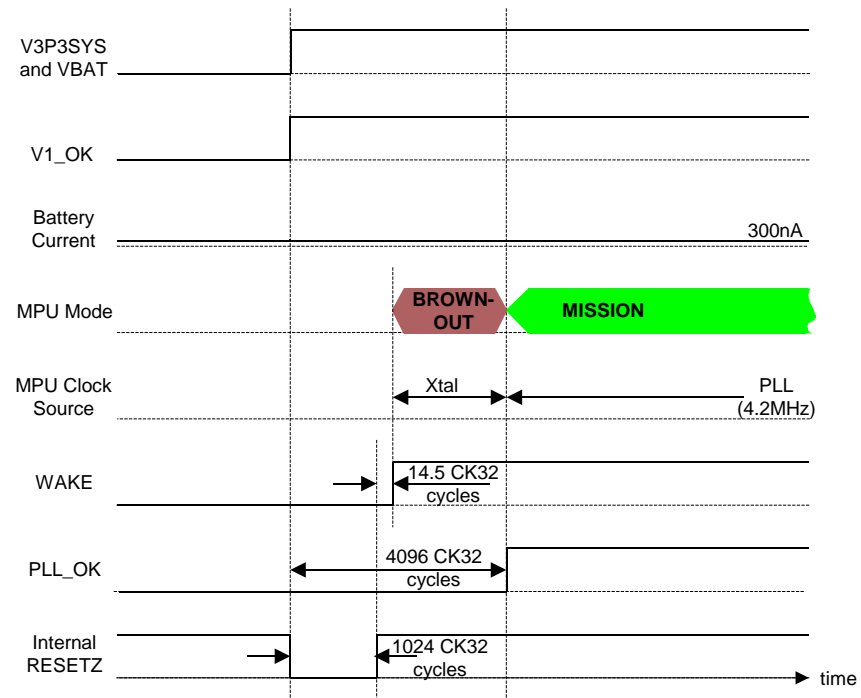 V3P3SYS
and VBAT
V1_OK
Battery
Current
300nA
MPU Mode
BROWN-
OUT
MISSION
MPU Clock
Source
Xtal
PLL
(4.2MHz)
WAKE
14.5 CK32
cycles
PLL_OK
4096 CK32
cycles
Internal
RESETZ
1024 CK32
cycles
time